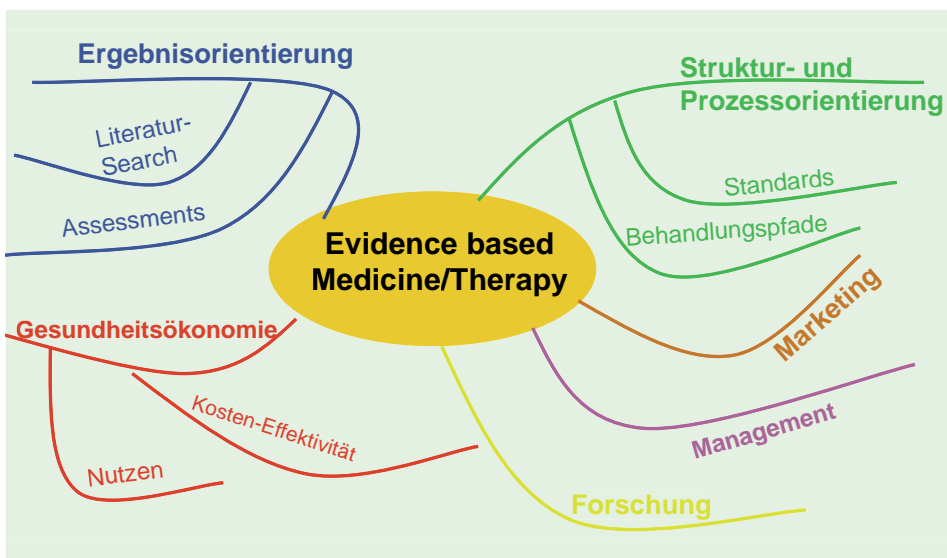 Ergebnisorientierung
Literatur-
Search
Assessments
Struktur- und
Prozessorientierung
Standards
Behandlungspfade
Evidence based
Medicine/Therapy
Marketing
Management
Forschung
Gesundheitsökonomie
Kosten-Effektivität
Nutzen